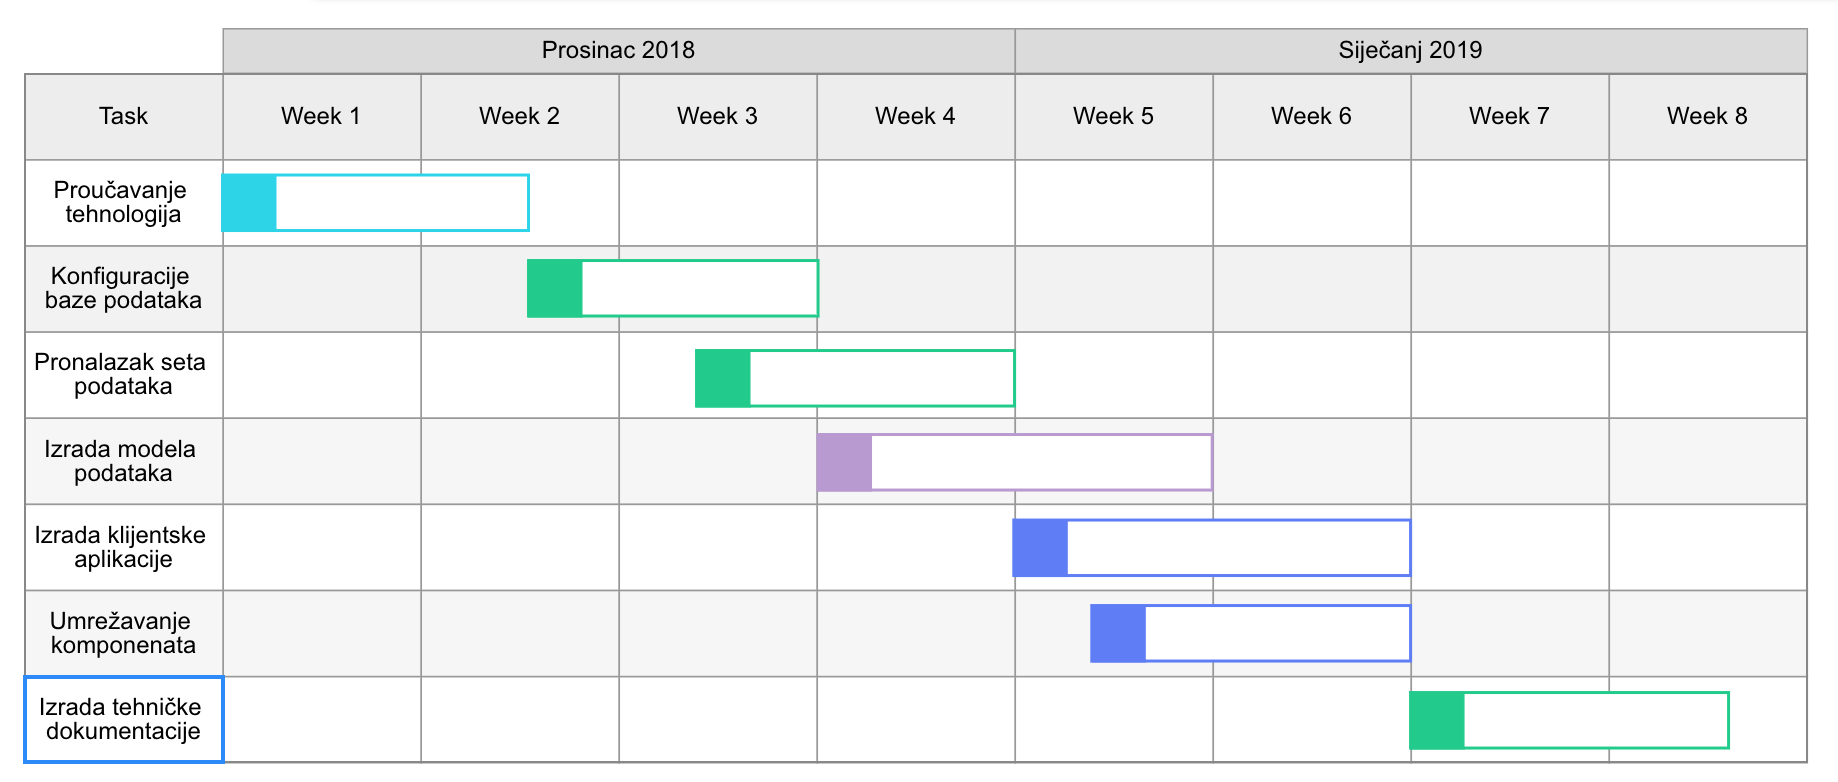 Prosinac 2018
Siječanj 2019
Task
Week 1
Week 2
Week 3
Week 4
Week 5
Week 6
Week 7
Week 8
Proučavanje
tehnologija
Konfiguracije
baze podataka
Pronalazak seta
podataka
Izrada modela
podataka
Izrada klijentske
aplikacije
Umrežavanje
komponenata
Izrada tehničke
dokumentacije